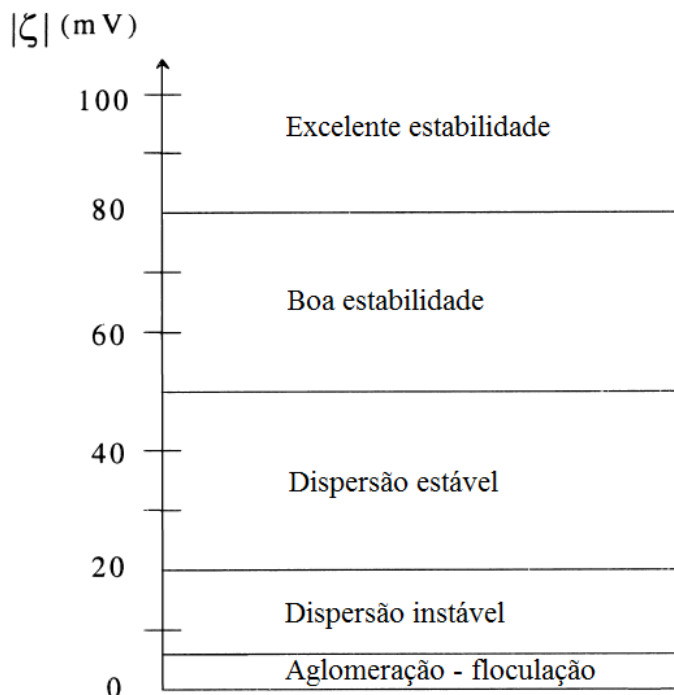 |ζ| (mV)
100
Excelente estabilidade
80
Boa estabilidade
60
40
Dispersão estável
20
Dispersão instável
Aglomeração - floculação
0